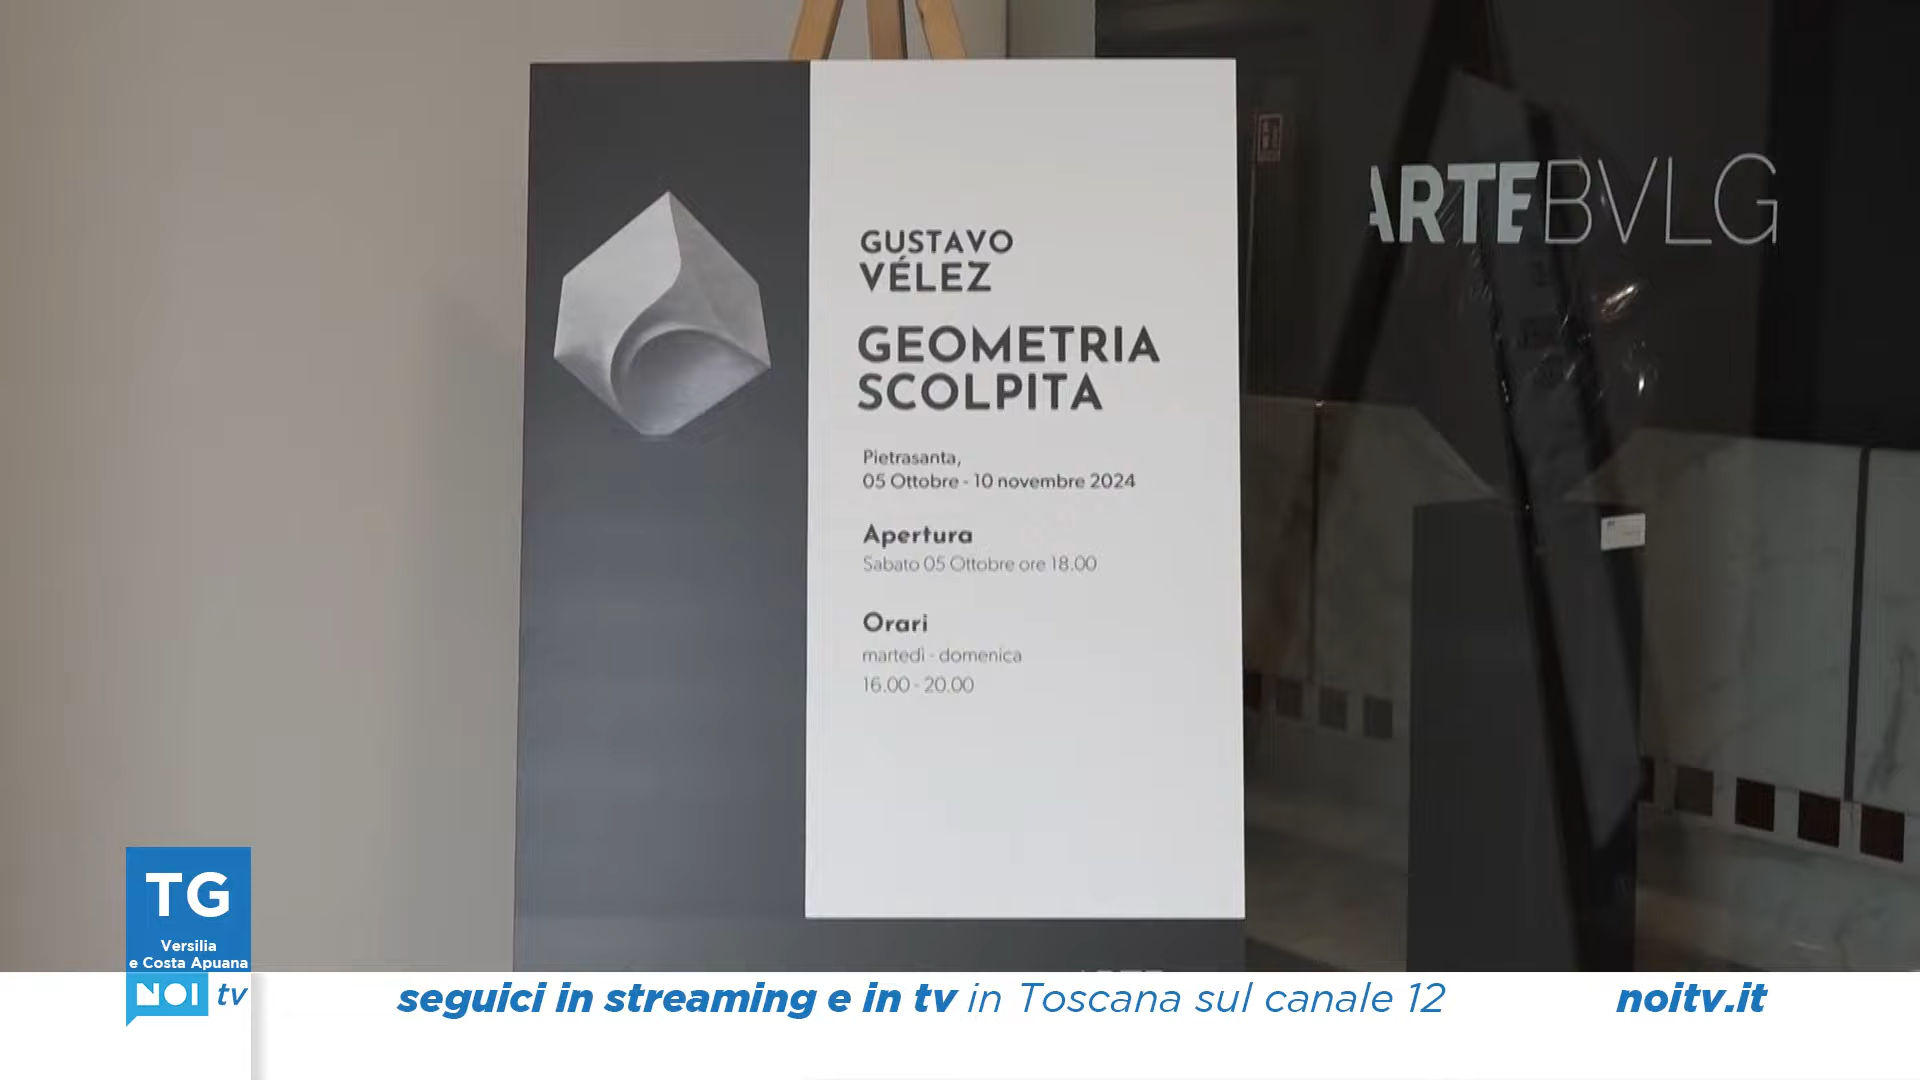 GUSTAVO
VÉLEZ
GEOMETRIA
SCOLPITA
Pietrasanta,
05 Ottobre - 10 novembre 2024
Apertura
Sabato 05 Ottobre ore 18.00
Orari
martedì - domenica
16.00 - 20.00
ARTEBVLG
TG
Versilia
e Costa Apuana
NOI tv
seguici in streaming e in tv in Toscana sul canale 12
noitv.it